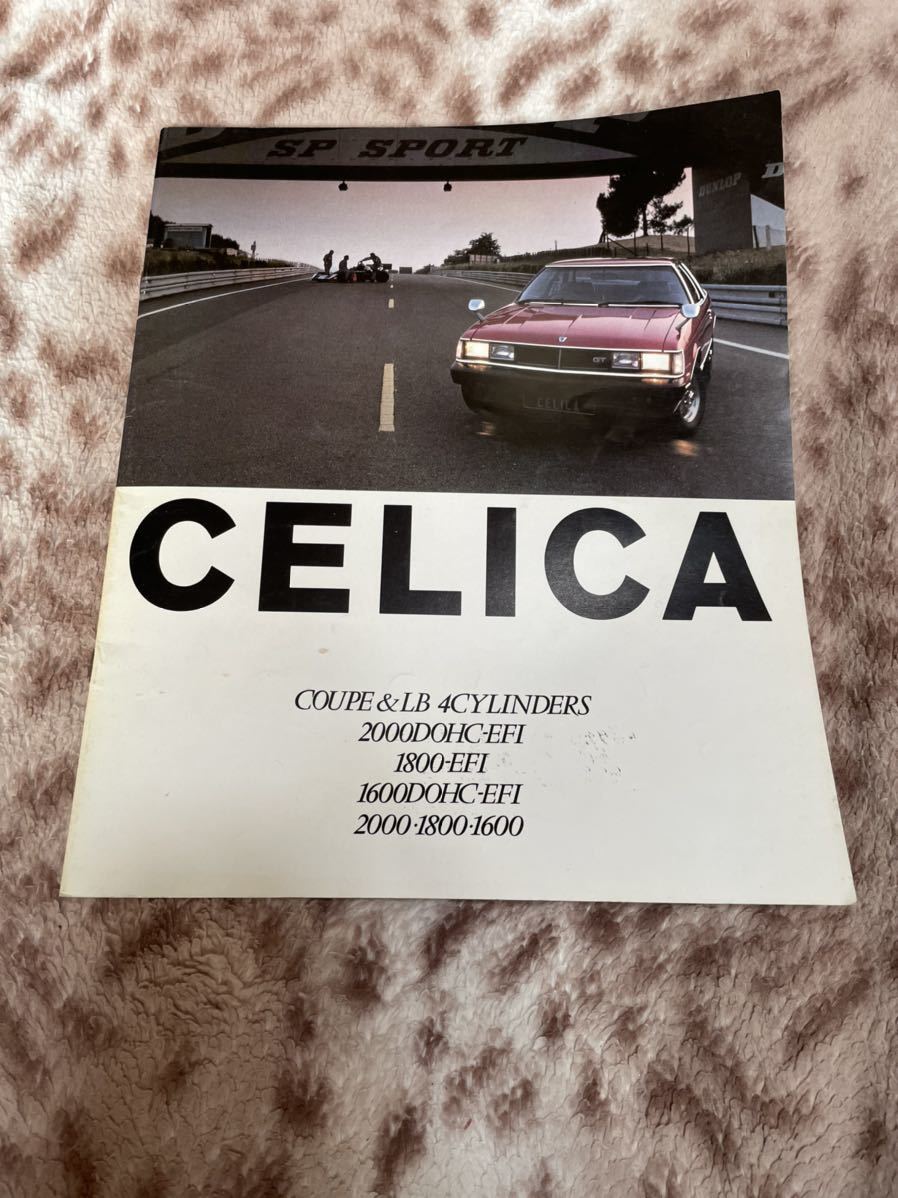 SP SPORT
DUNLOP
D
GT
CELICA
CELICA
COUPE & LB 4CYLINDERS
2000DOHC-EFI
1800-EFI
1600DOHC-EFI
2000·1800·1600